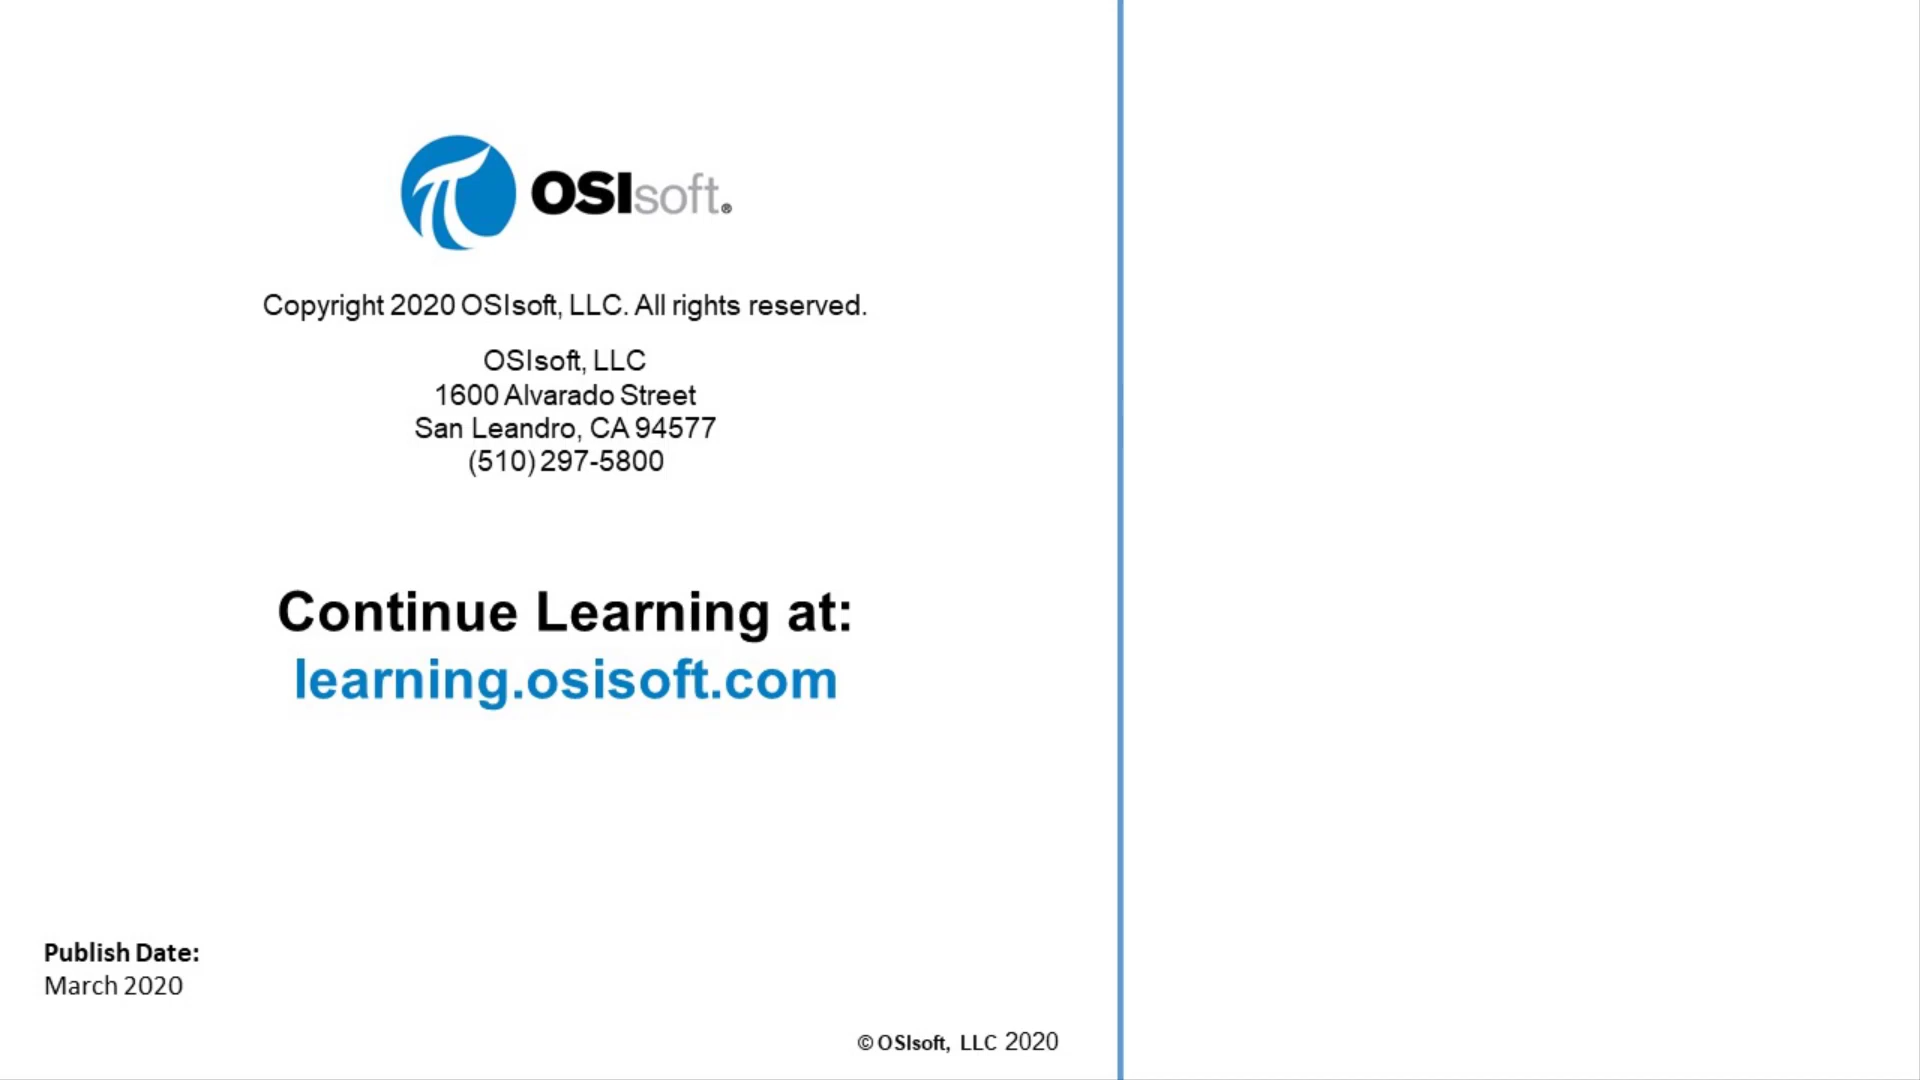 OSIsoft®
Copyright 2020 OSIsoft, LLC. All rights reserved.
OSIsoft, LLC
1600 Alvarado Street
San Leandro, CA 94577
(510) 297-5800
Continue Learning at:
learning.osisoft.com
Publish Date:
March 2020
© OSIsoft, LLC 2020